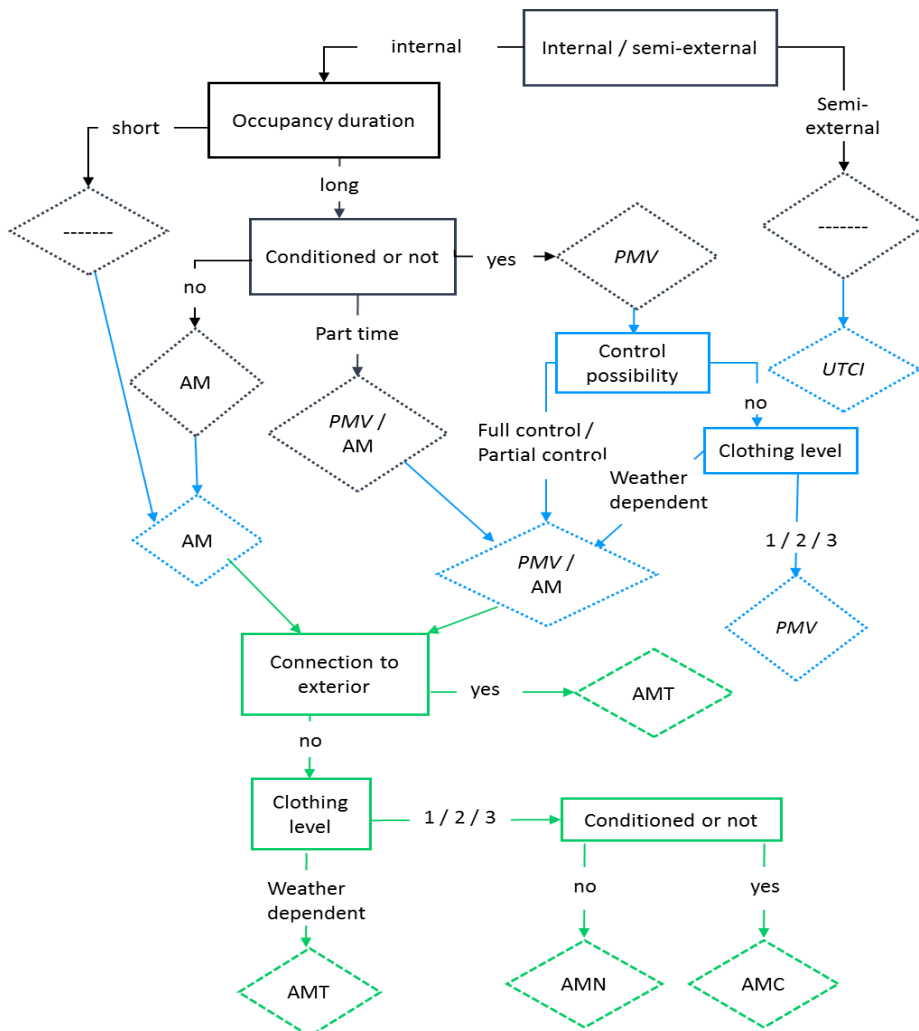 internal
Internal / semi-external
Semi-
external
short
Occupancy duration
long
-------
-------
Conditioned or not
yes
PMV
no
Part time
Control
possibility
UTCI
AM
no
PMV /
AM
Full control /
Partial control
Clothing level
Weather
dependent
AM
1 / 2 / 3
PMV /
AM
PMV
Connection to
exterior
yes
AMT
no
Clothing
level
1 / 2 / 3
Conditioned or not
Weather
dependent
no
yes
AMT
AMN
AMC